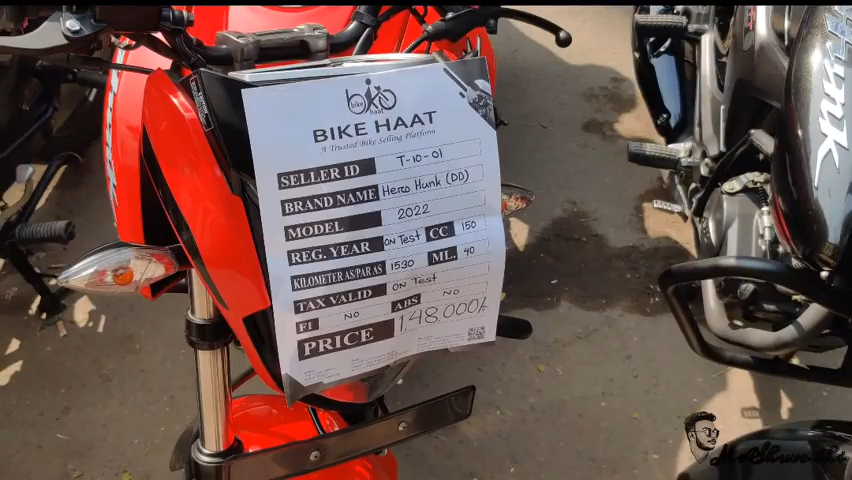 bike haat
BIKE HAAT
A Trusted Bike Selling Platform
SELLER ID T-10-01
BRAND NAME Hero Hunk (DD)
MODEL 2022
REG. YEAR ON Test CC 150
KILOMETER AS/PAR AS 1530 ML. 40
TAX VALID ON Test
FI NO ABS NO
PRICE 1,48.000/-
HUNK